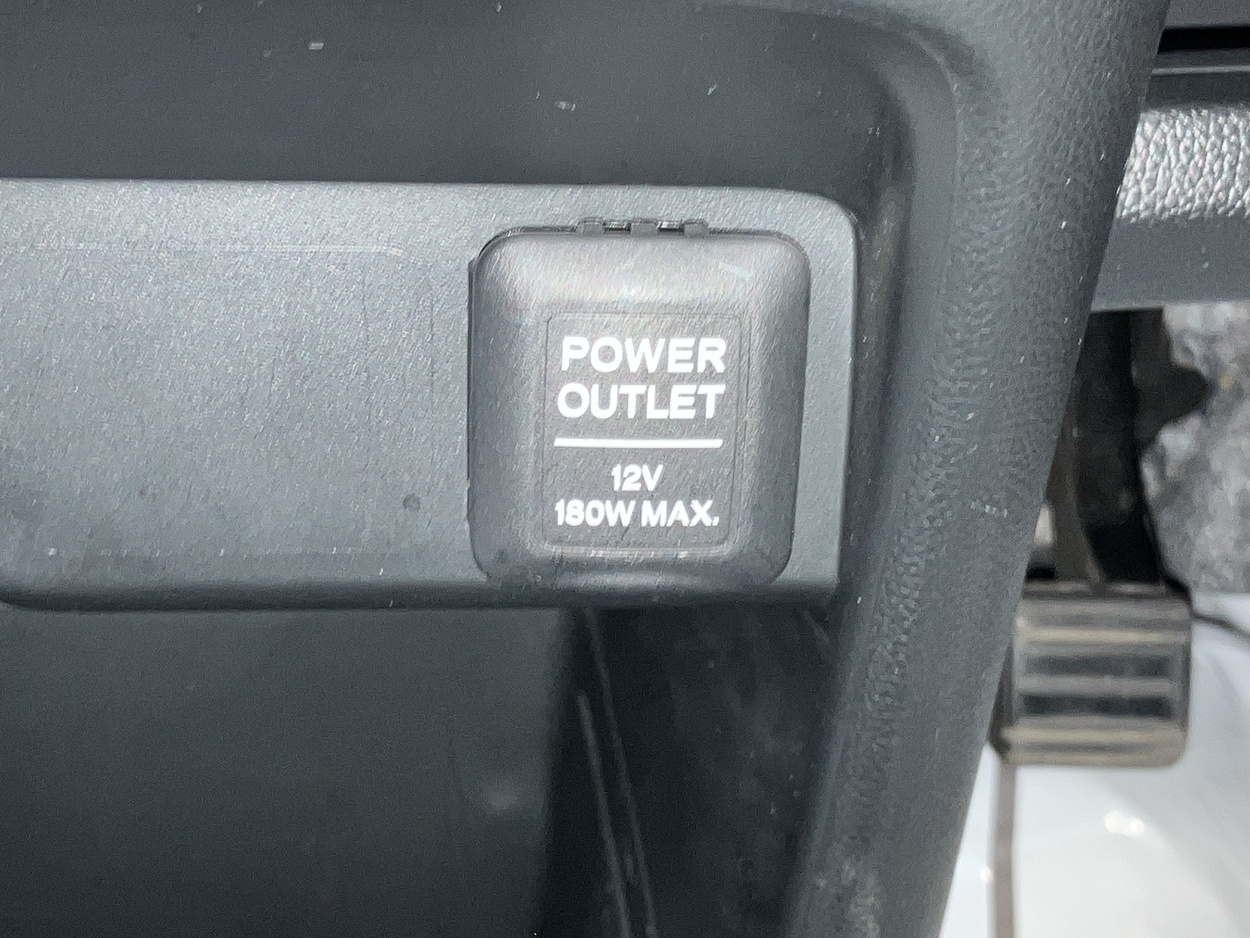 POWER
OUTLET
12V
180W MAX.